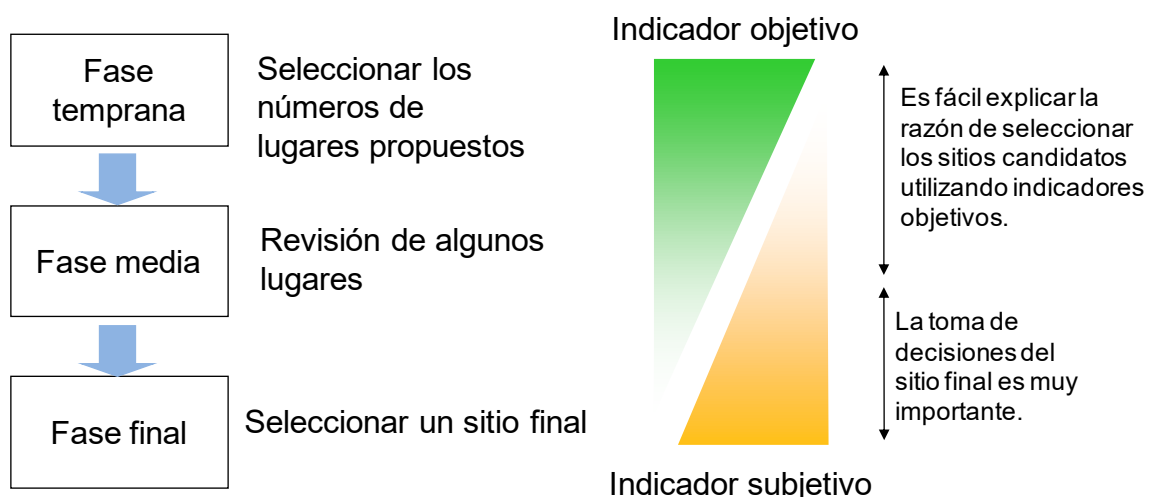 Fase
temprana
Seleccionar los
números de
lugares propuestos
Fase media
Revisión de algunos
lugares
Fase final
Seleccionar un sitio final
Indicador objetivo
Es fácil explicar la
razón de seleccionar
los sitios candidatos
utilizando indicadores
objetivos.
La toma de
decisiones del
sitio final es muy
importante.
Indicador subjetivo